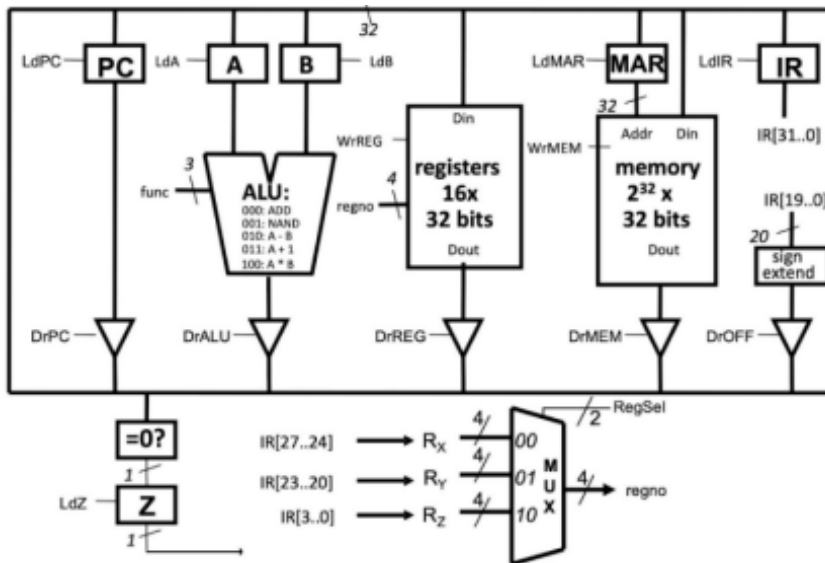 32
LdPC
PC
LdA
A
B
LdB
LdMAR
MAR
LdIR
IR
32
Din
WrREG
registers
16x
32 bits
Dout
4
regno
Addr
Din
WrMEM
memory
2³² x
32 bits
Dout
IR[31..0]
IR[19..0]
20
sign
extend
3
func
ALU:
000: ADD
001: NAND
010: A - B
011: A + 1
100: A * B
DrPC
DrALU
DrREG
DrMEM
DrOFF
=0?
1
LdZ
Z
1
RegSel
2
IR[27..24]
Rx
4
00
IR[23..20]
RY
4
01
IR[3..0]
Rz
4
10
MUX
4
regno